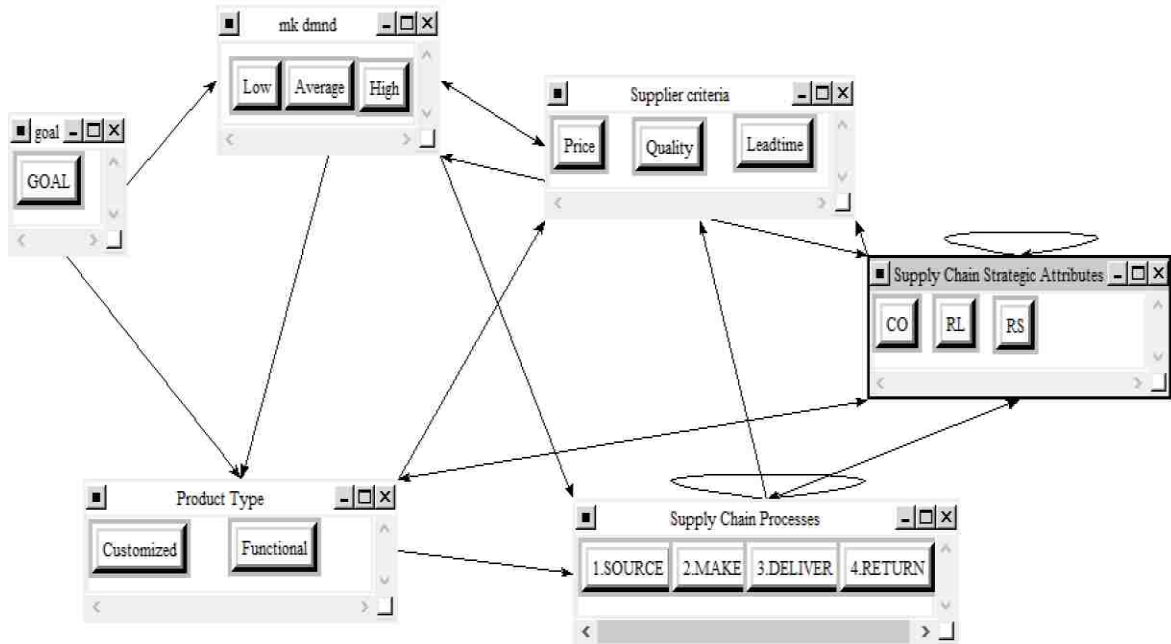 mk dmnd
Low Average High
goal
GOAL
Supplier criteria
Price Quality Leadtime
Supply Chain Strategic Attributes
CO RL RS
Product Type
Customized Functional
Supply Chain Processes
1.SOURCE 2.MAKE 3.DELIVER 4.RETURN